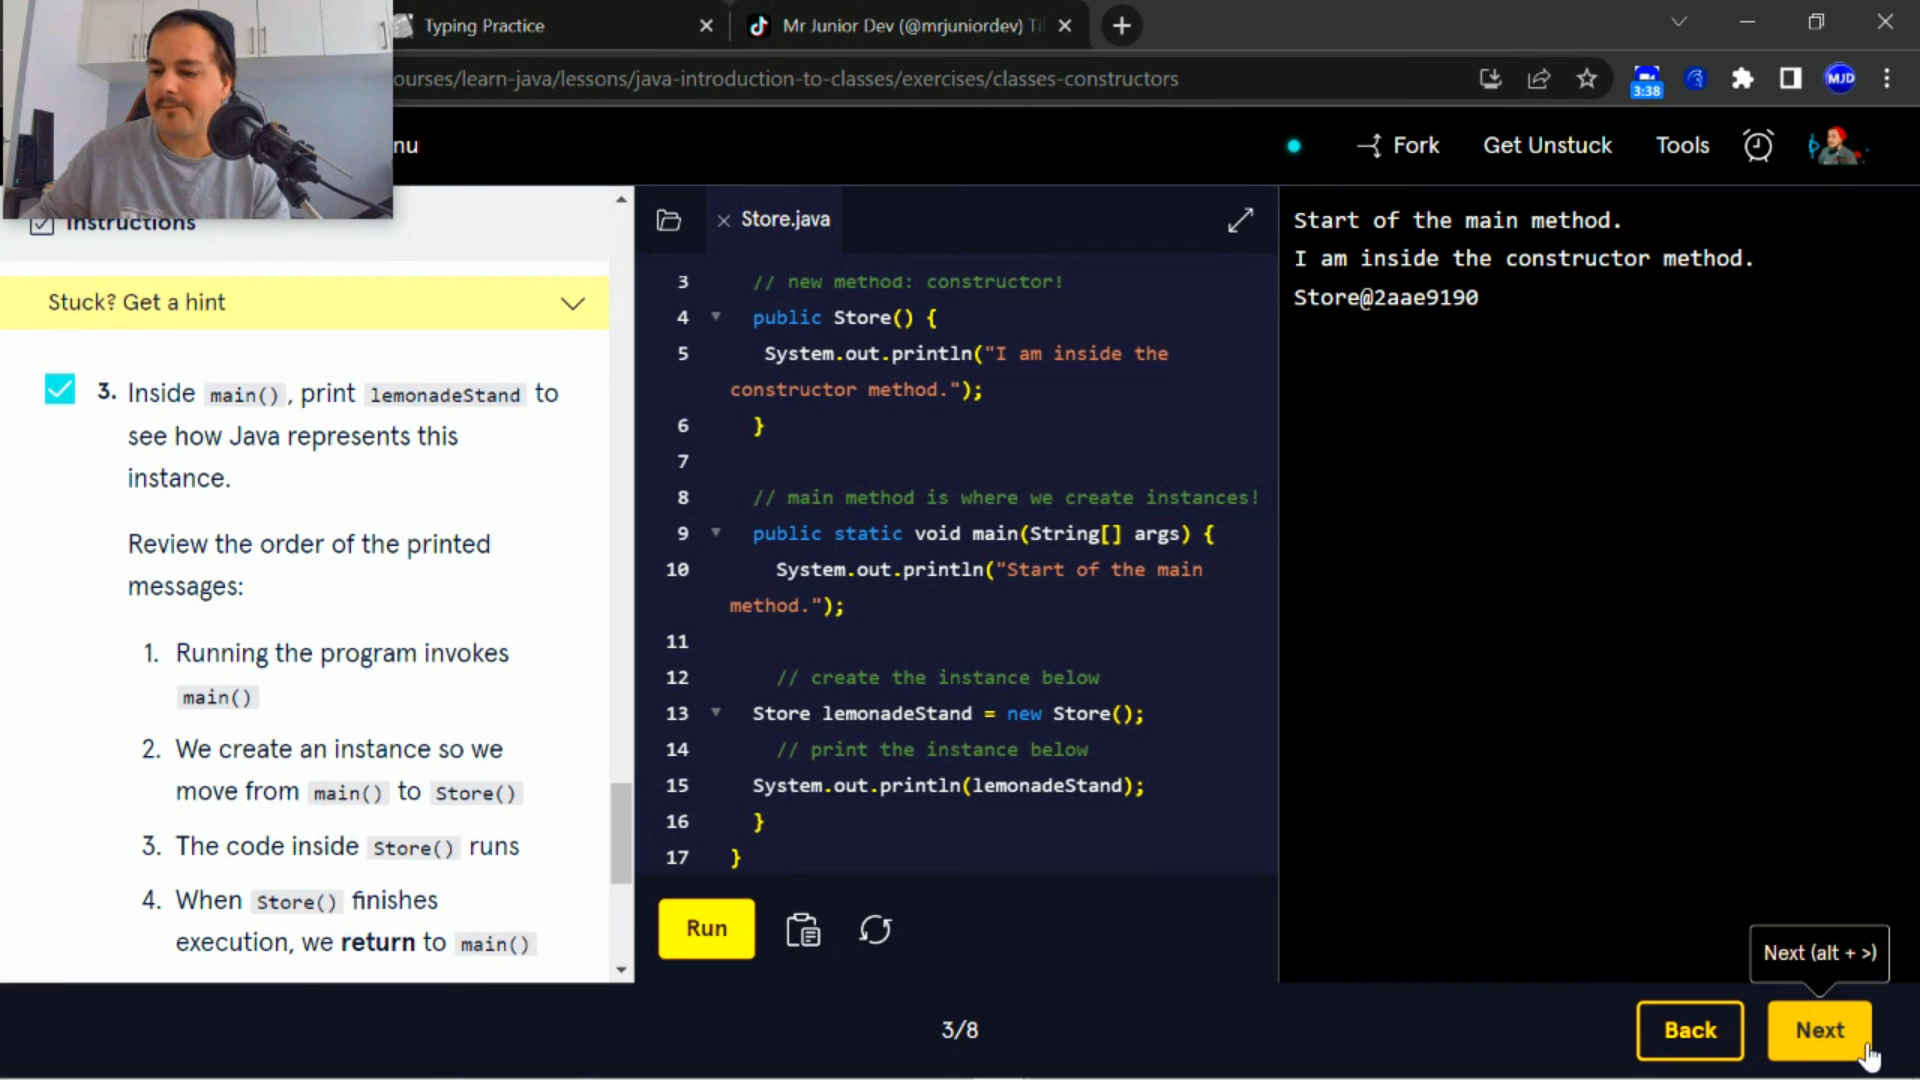 Typing Practice
Mr Junior Dev (@mrjuniordev) Ti
ourses/learn-java/lessons/java-introduction-to-classes/exercises/classes-constructors
3:38
MJD
nu
Fork
Get Unstuck
Tools
Instructions
Stuck? Get a hint
3. Inside main(), print lemonadeStand to
see how Java represents this
instance.
Review the order of the printed
messages:
1. Running the program invokes
main()
2. We create an instance so we
move from main() to Store()
3. The code inside Store() runs
4. When Store() finishes
execution, we return to main()
Store.java
3 // new method: constructor!
4 public Store() {
5 System.out.println("I am inside the
constructor method.");
6 }
7
8 // main method is where we create instances!
9 public static void main(String[] args) {
10 System.out.println("Start of the main
method.");
11
12 // create the instance below
13 Store lemonadeStand = new Store();
14 // print the instance below
15 System.out.println(lemonadeStand);
16 }
17 }
Run
Start of the main method.
I am inside the constructor method.
Store@2aae9190
Next (alt + >)
3/8
Back
Next